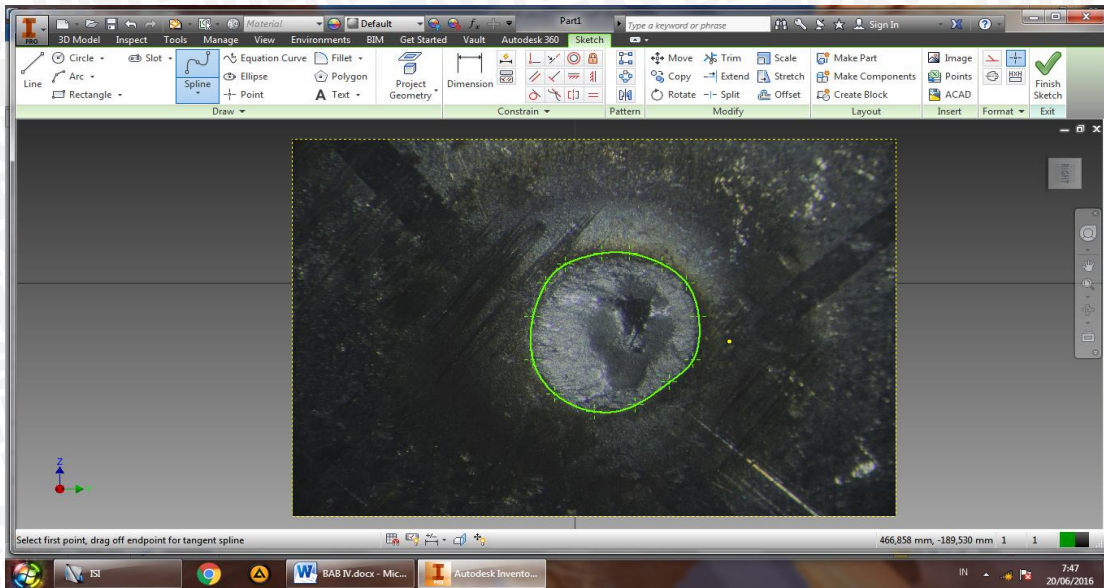 Material Default Part1 Type a keyword or phrase Sign In
PRO 3D Model Inspect Tools Manage View Environments BIM Get Started Vault Autodesk 360 Sketch
Line Circle Arc Rectangle Slot Spline Equation Curve Ellipse Point Fillet Polygon Text Project Geometry Dimension Move Copy Rotate Trim Extend Split Scale Stretch Offset Make Part Make Components Create Block Image Points ACAD Finish Sketch
Draw Constrain Pattern Modify Layout Insert Format Exit
RIGHT
Z
Select first point, drag off endpoint for tangent spline 466,858 mm, -189,530 mm 1 1
ISI BAB IV.docx - Mic... Autodesk Invento... IN 7:47
20/06/2016